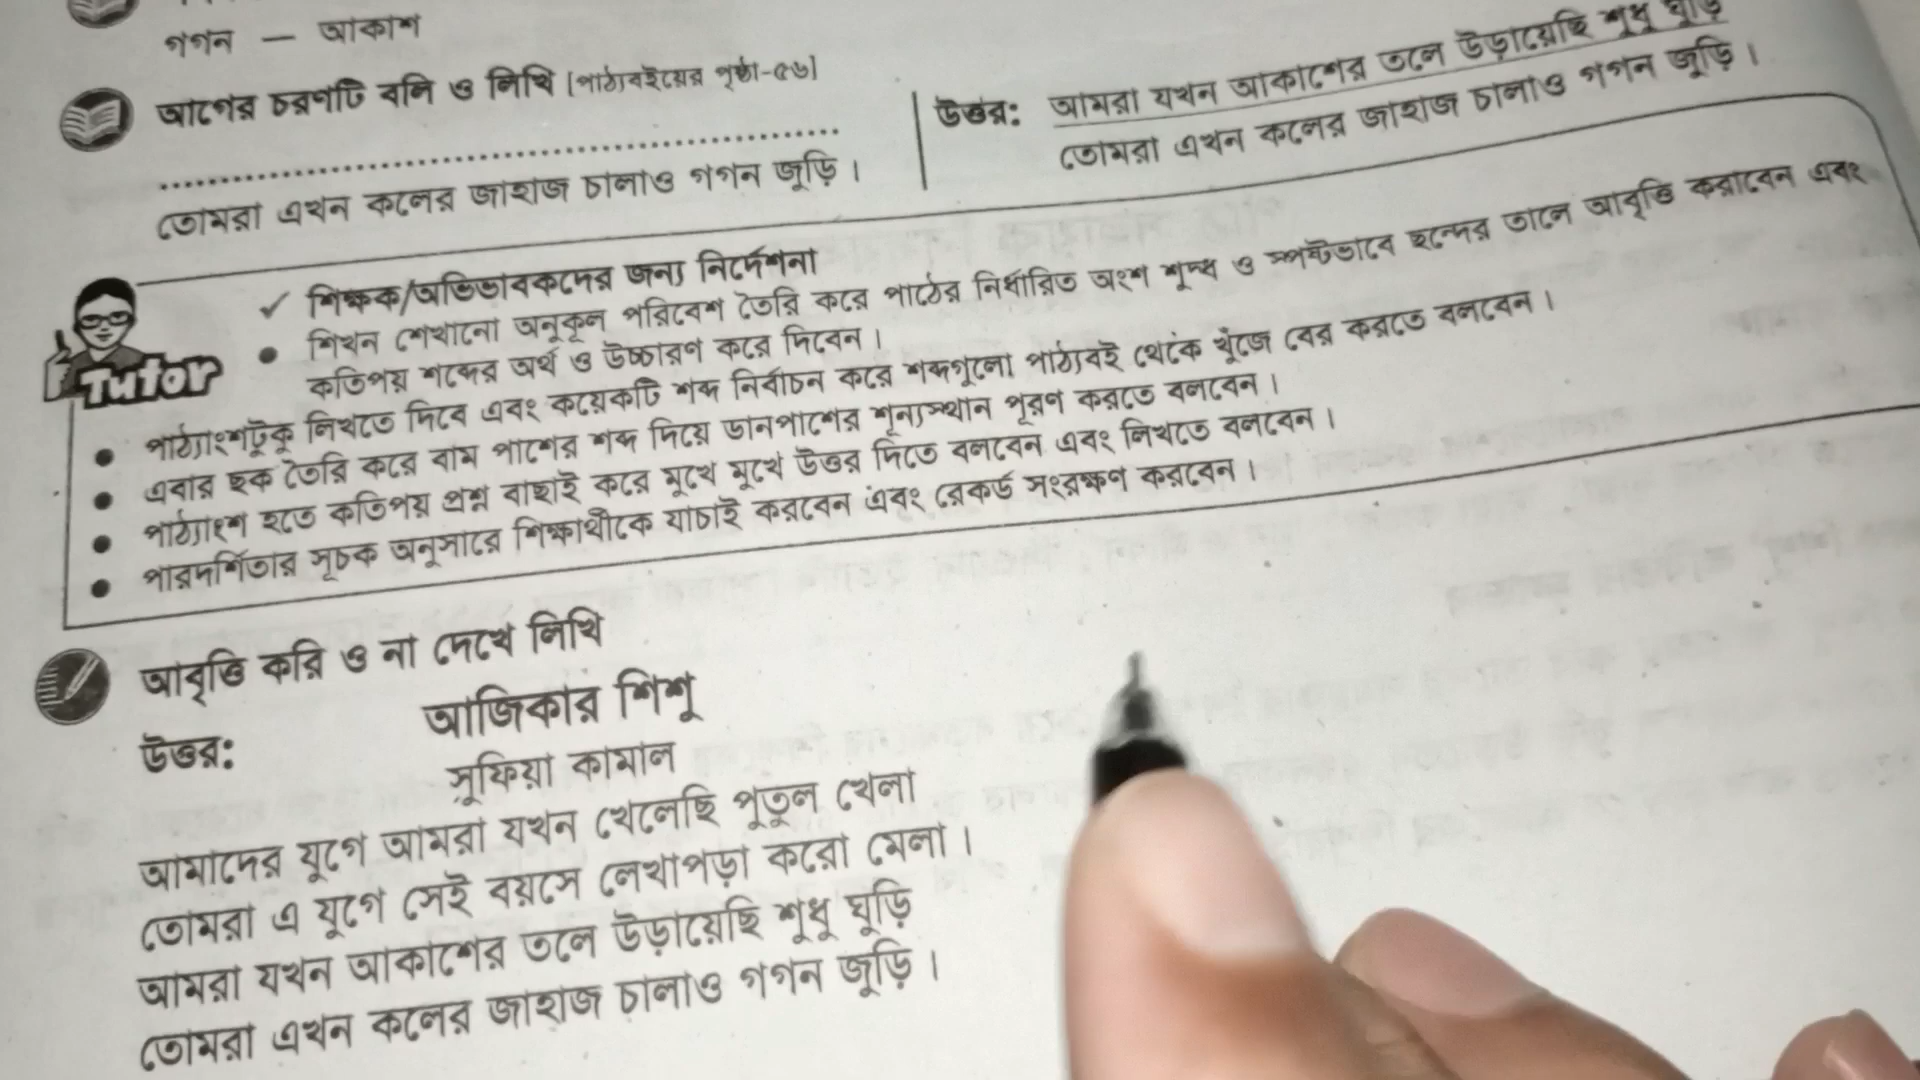 গগন — আকাশ
আগের চরণটি বলি ও লিখি [পাঠ্যবইয়ের পৃষ্ঠা-৫৬]
........................................................
তোমরা এখন কলের জাহাজ চালাও গগন জুড়ি।
উত্তর: আমরা যখন আকাশের তলে উড়ায়েছি শুধু ঘুড়ি
তোমরা এখন কলের জাহাজ চালাও গগন জুড়ি।
Tutor
✓ শিক্ষক/অভিভাবকদের জন্য নির্দেশনা
● শিখন শেখানো অনুকূল পরিবেশ তৈরি করে পাঠের নির্ধারিত অংশ শুদ্ধ ও স্পষ্টভাবে ছন্দের তালে আবৃত্তি করাবেন এবং
কতিপয় শব্দের অর্থ ও উচ্চারণ করে দিবেন।
● পাঠ্যাংশটুকু লিখতে দিবে এবং কয়েকটি শব্দ নির্বাচন করে শব্দগুলো পাঠ্যবই থেকে খুঁজে বের করতে বলবেন।
● এবার ছক তৈরি করে বাম পাশের শব্দ দিয়ে ডানপাশের শূন্যস্থান পূরণ করতে বলবেন।
● পাঠ্যাংশ হতে কতিপয় প্রশ্ন বাছাই করে মুখে মুখে উত্তর দিতে বলবেন এবং লিখতে বলবেন।
● পারদর্শিতার সূচক অনুসারে শিক্ষার্থীকে যাচাই করবেন এবং রেকর্ড সংরক্ষণ করবেন।
আবৃত্তি করি ও না দেখে লিখি
উত্তর:
আজিকার শিশু
সুফিয়া কামাল
আমাদের যুগে আমরা যখন খেলেছি পুতুল খেলা
তোমরা এ যুগে সেই বয়সে লেখাপড়া করো মেলা।
আমরা যখন আকাশের তলে উড়ায়েছি শুধু ঘুড়ি
তোমরা এখন কলের জাহাজ চালাও গগন জুড়ি।